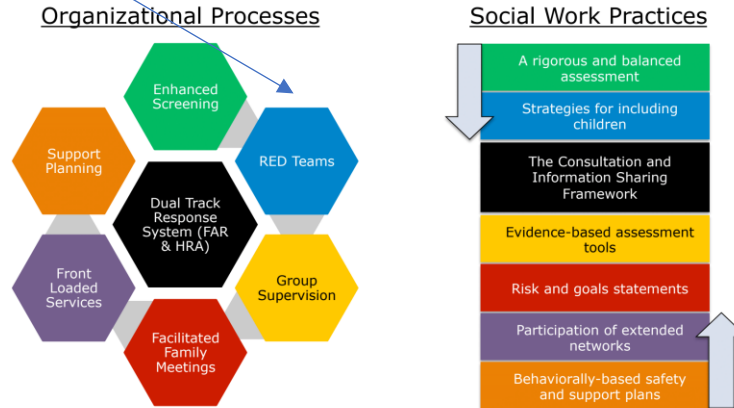 Organizational Processes
Enhanced
Screening
RED Teams
Group
Supervision
Facilitated
Family
Meetings
Front
Loaded
Services
Support
Planning
Dual Track
Response
System (FAR
& HRA)
Social Work Practices
A rigorous and balanced
assessment
Strategies for including
children
The Consultation and
Information Sharing
Framework
Evidence-based assessment
tools
Risk and goals statements
Participation of extended
networks
Behaviorally-based safety
and support plans